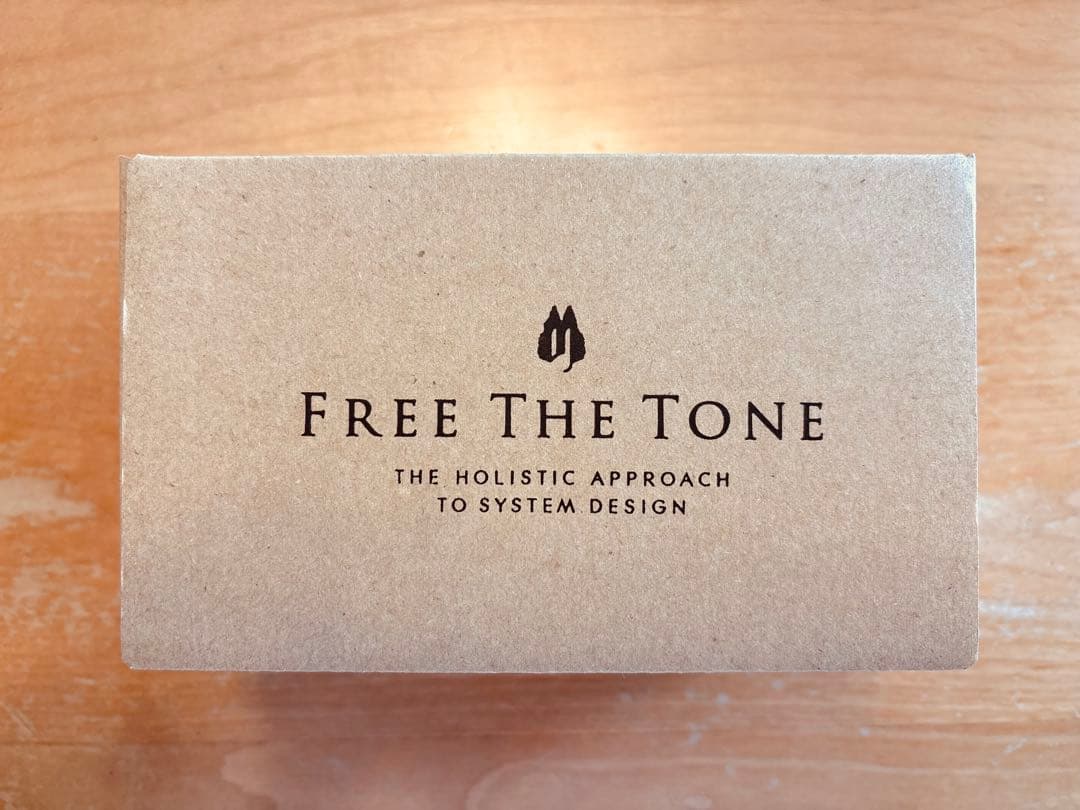 FREE THE TONE
THE HOLISTIC APPROACH
TO SYSTEM DESIGN